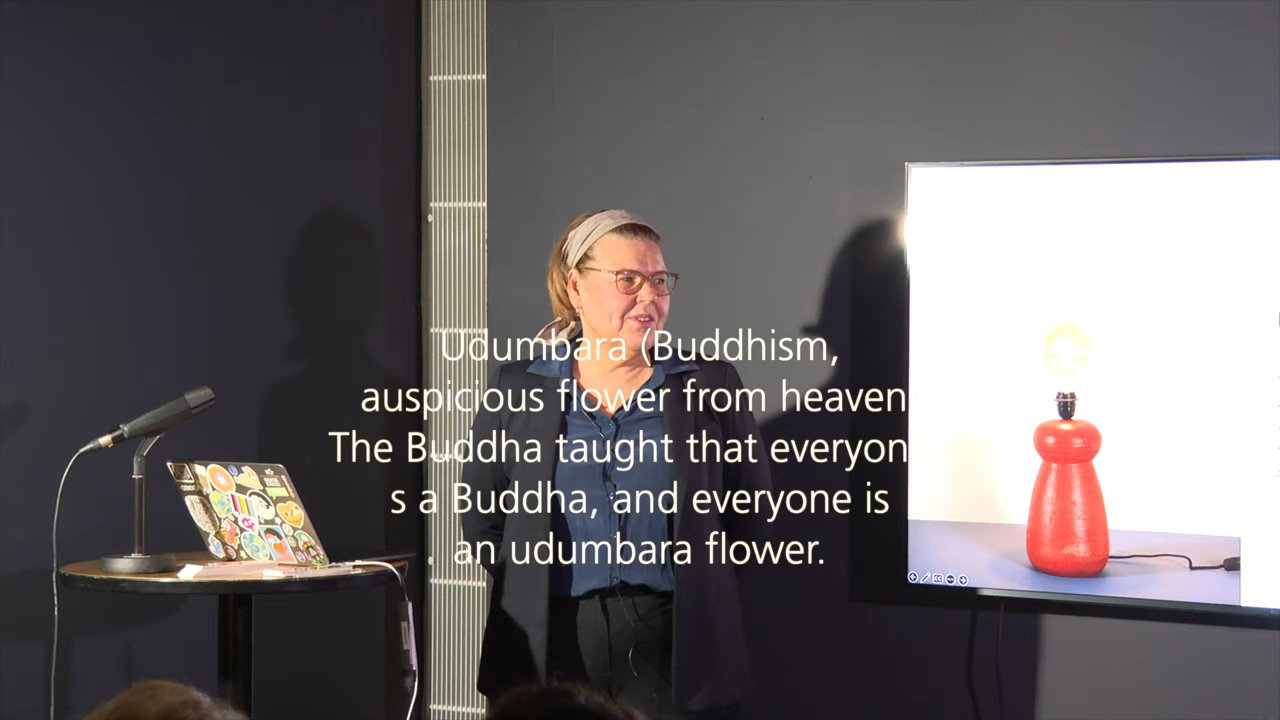 Udumbara (Buddhism,
auspicious flower from heaven
The Buddha taught that everyon
s a Buddha, and everyone is
an udumbara flower.